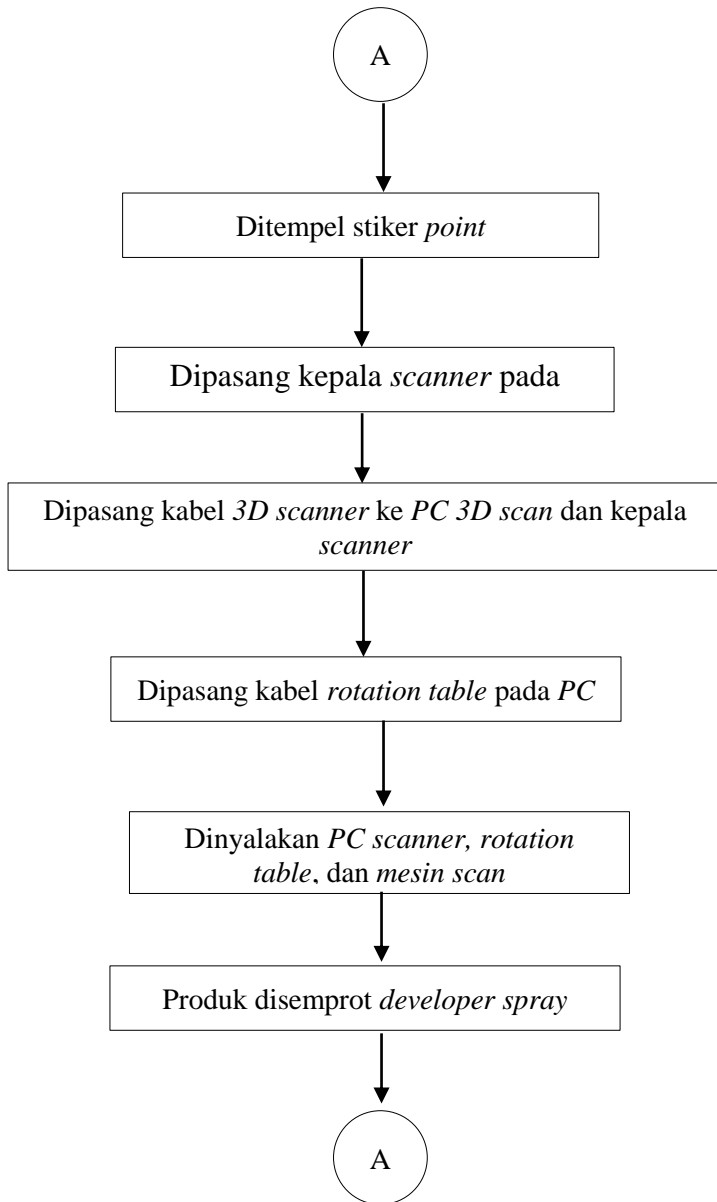 A
Ditempel stiker point
Dipasang kepala scanner pada
Dipasang kabel 3D scanner ke PC 3D scan dan kepala
scanner
Dipasang kabel rotation table pada PC
Dinyalakan PC scanner, rotation
table, dan mesin scan
Produk disemprot developer spray
A